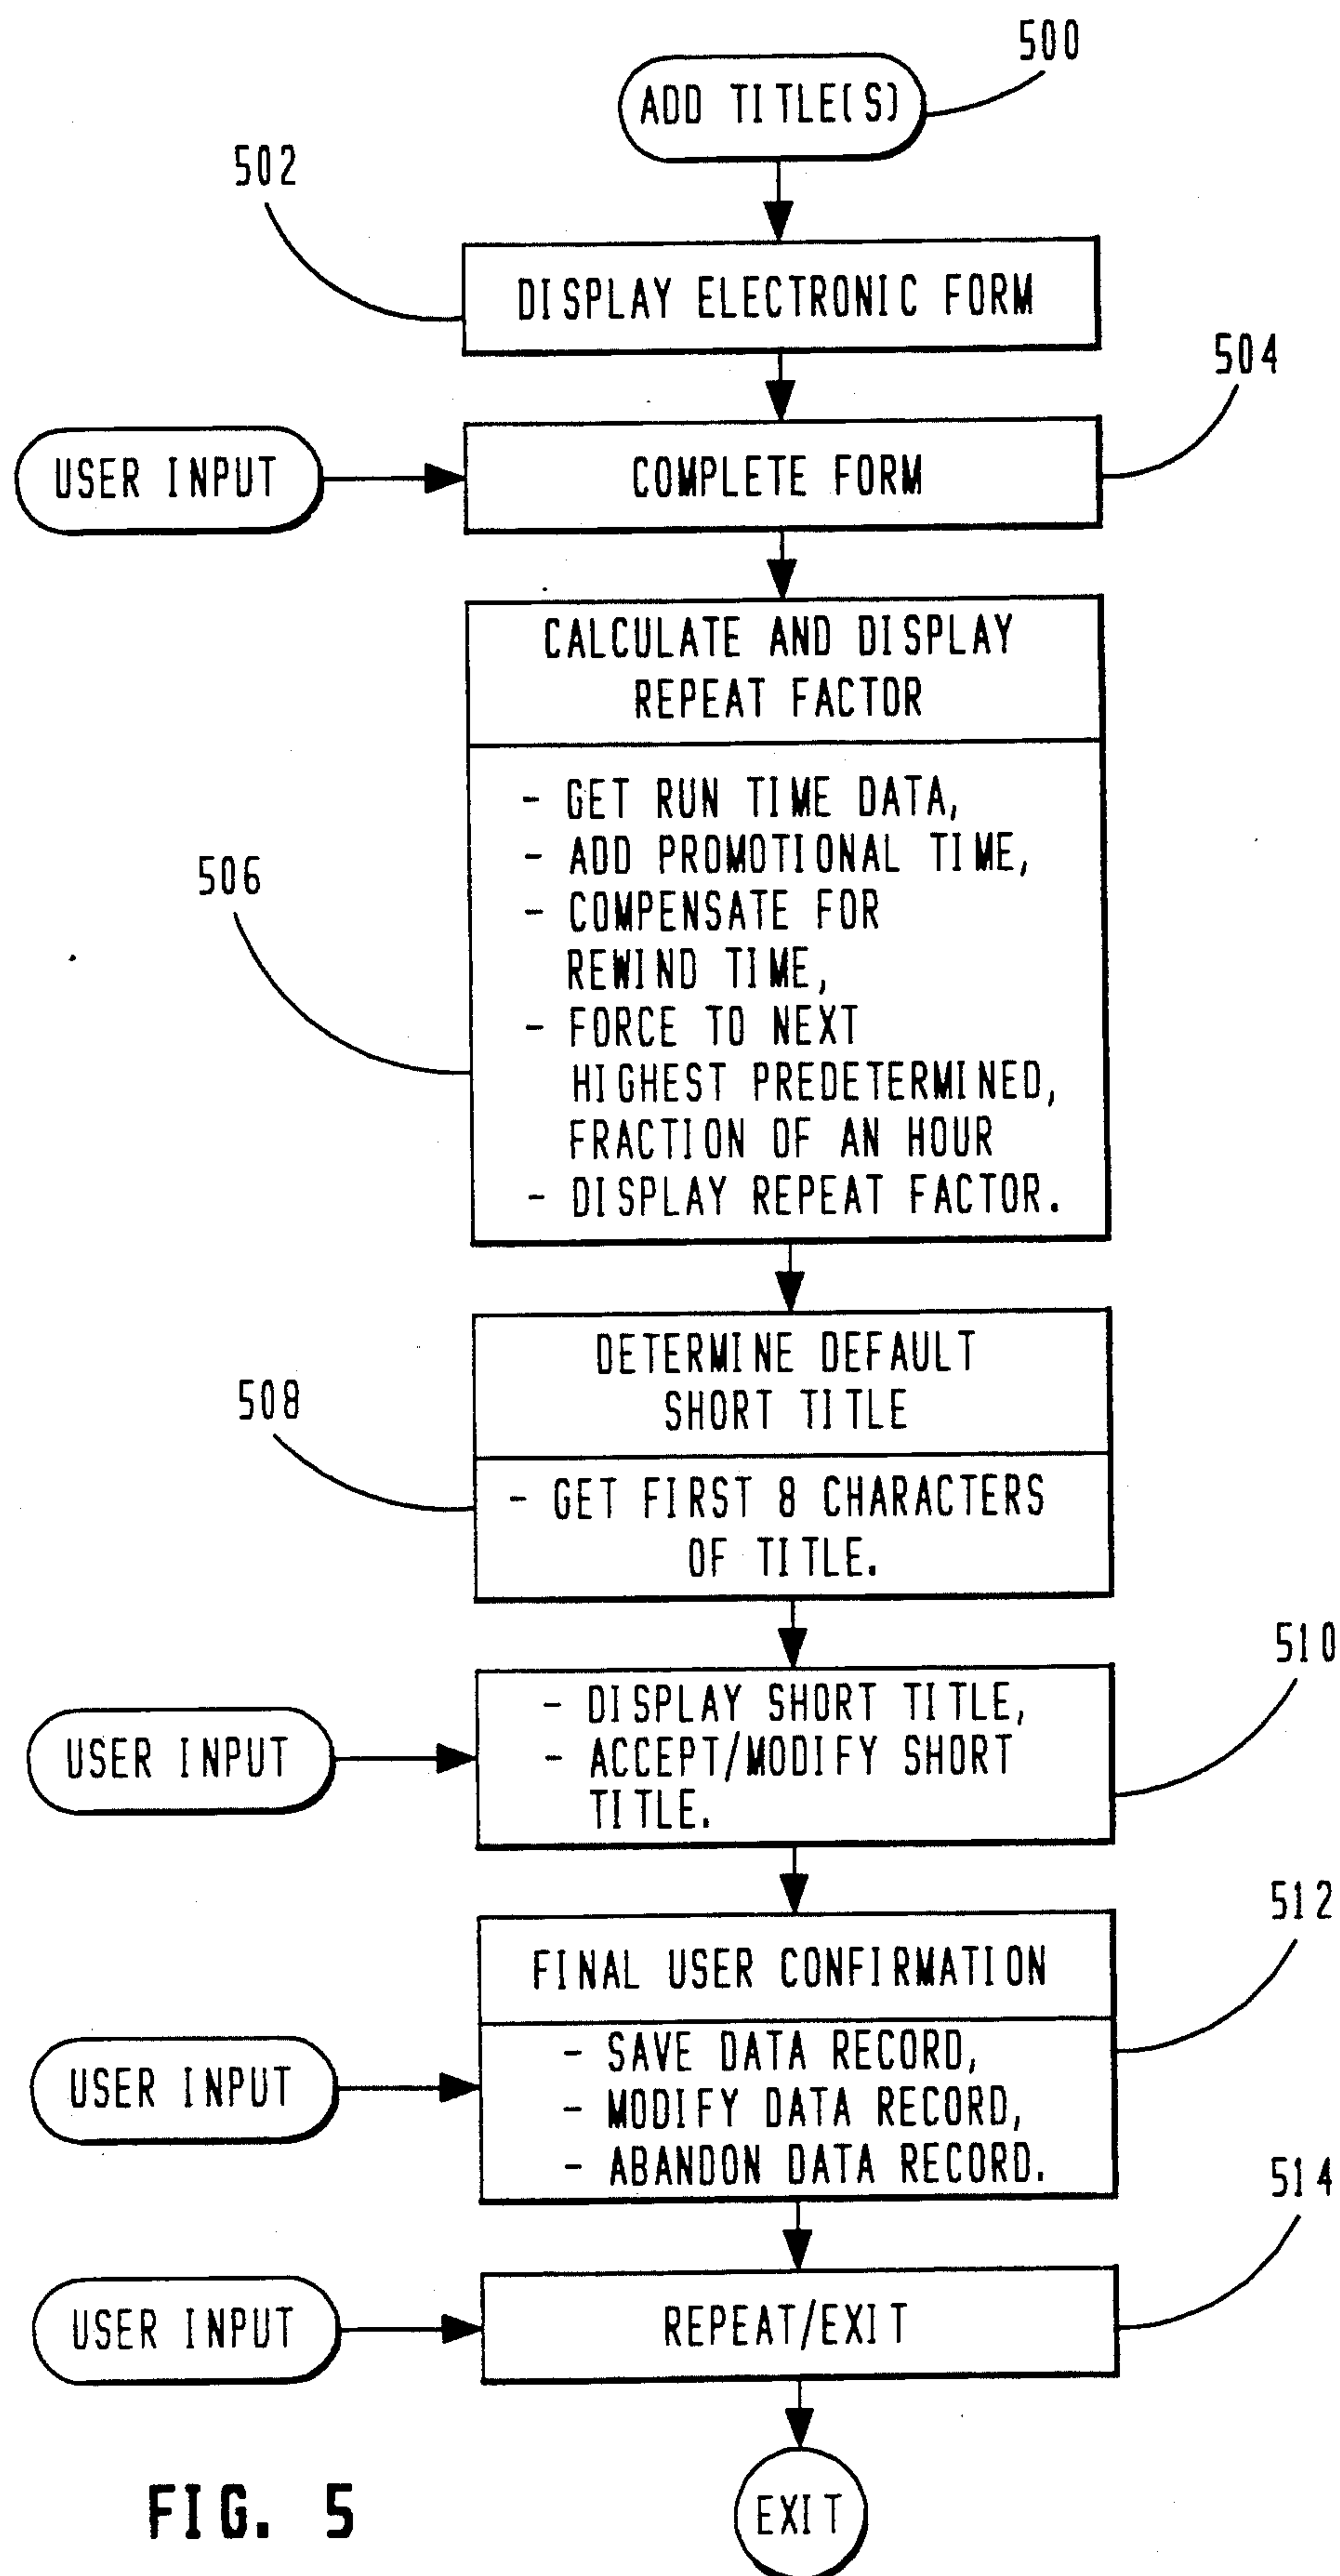 500
ADD TITLE(S)
502
DISPLAY ELECTRONIC FORM
504
USER INPUT
COMPLETE FORM
CALCULATE AND DISPLAY
REPEAT FACTOR
506
- GET RUN TIME DATA,
- ADD PROMOTIONAL TIME,
- COMPENSATE FOR
REWIND TIME,
- FORCE TO NEXT
HIGHEST PREDETERMINED,
FRACTION OF AN HOUR
- DISPLAY REPEAT FACTOR.
DETERMINE DEFAULT
SHORT TITLE
508
- GET FIRST 8 CHARACTERS
OF TITLE.
510
USER INPUT
- DISPLAY SHORT TITLE,
- ACCEPT/MODIFY SHORT
TITLE.
512
FINAL USER CONFIRMATION
USER INPUT
- SAVE DATA RECORD,
- MODIFY DATA RECORD,
- ABANDON DATA RECORD.
514
USER INPUT
REPEAT/EXIT
EXIT
FIG. 5